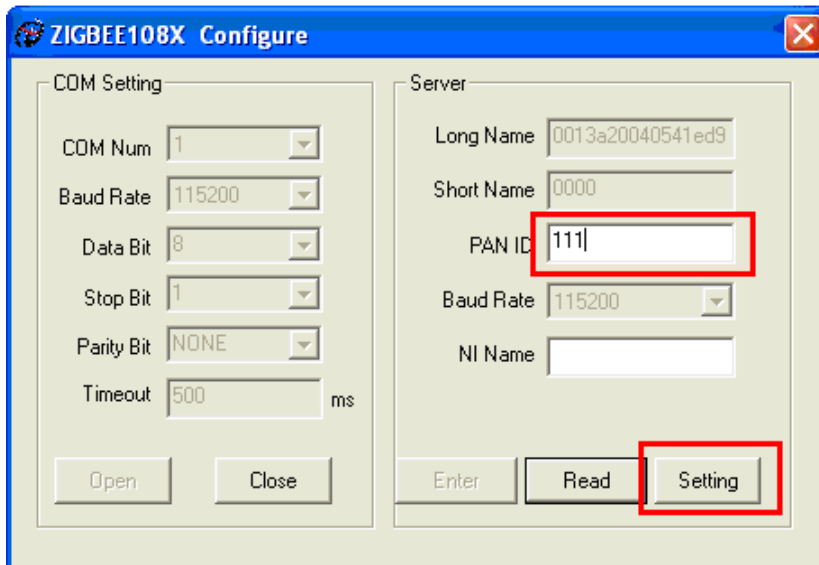 ZIGBEE108X Configure
COM Setting
COM Num 1
Baud Rate 115200
Data Bit 8
Stop Bit 1
Parity Bit NONE
Timeout 500 ms
Open Close
Server
Long Name 0013a20040541ed9
Short Name 0000
PAN ID 111
Baud Rate 115200
NI Name
Enter Read Setting